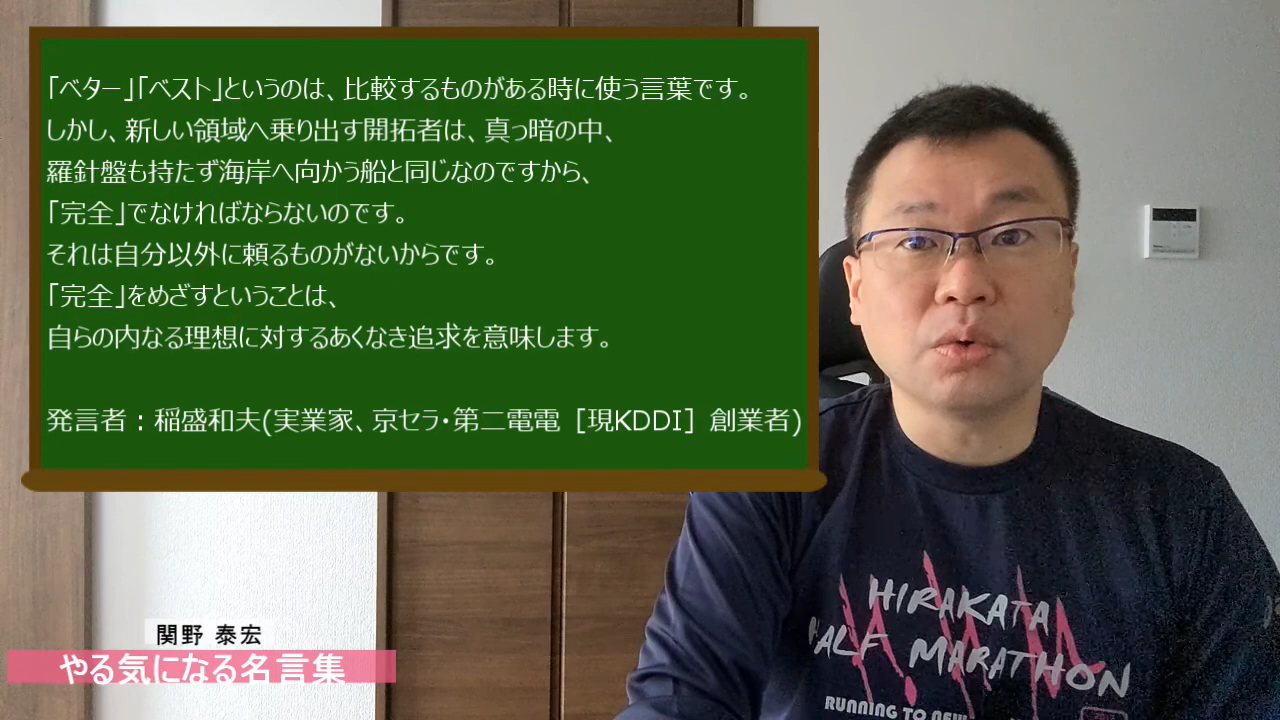 「ベター」「ベスト」というのは、比較するものがある時に使う言葉です。
しかし、新しい領域へ乗り出す開拓者は、真っ暗の中、
羅針盤も持たず海岸へ向かう船と同じなのですから、
「完全」でなければならないのです。
それは自分以外に頼るものがないからです。
「完全」をめざすということは、
自らの内なる理想に対するあくなき追求を意味します。
発言者：稲盛和夫(実業家、京セラ・第二電電［現KDDI］創業者)
HIRAKATA
HALF MARATHON
RUNNING TO NEW
関野 泰宏
やる気になる名言集